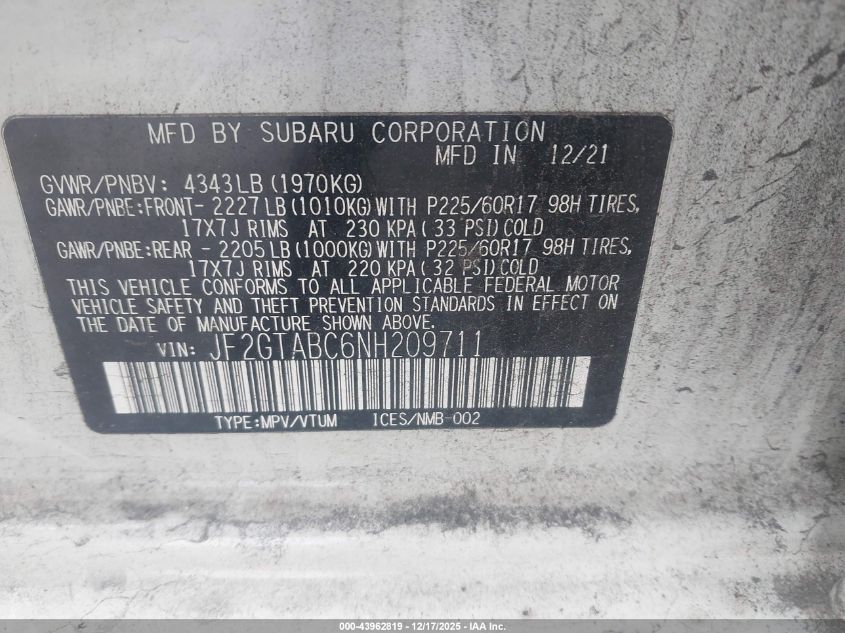 MFD BY SUBARU CORPORATION
MFD IN 12/21
GVWR/PNBV: 4343LB (1970KG)
GAWR/PNBE:FRONT- 2227LB (1010KG) WITH P225/60R17 98H TIRES,
17X7J RIMS AT 230 KPA ( 33 PSI) COLD
GAWR/PNBE:REAR - 2205LB (1000KG) WITH P225/60R17 98H TIRES,
17X7J RIMS AT 220 KPA ( 32 PSI) COLD
THIS VEHICLE CONFORMS TO ALL APPLICABLE FEDERAL MOTOR
VEHICLE SAFETY AND THEFT PREVENTION STANDARDS IN EFFECT ON
THE DATE OF MANUFACTURE SHOWN ABOVE.
VIN: JF2GTABC6NH209711
TYPE:MPV/VTUM ICES/NMB-002
000-43962819 - 12/17/2025 - IAA Inc.